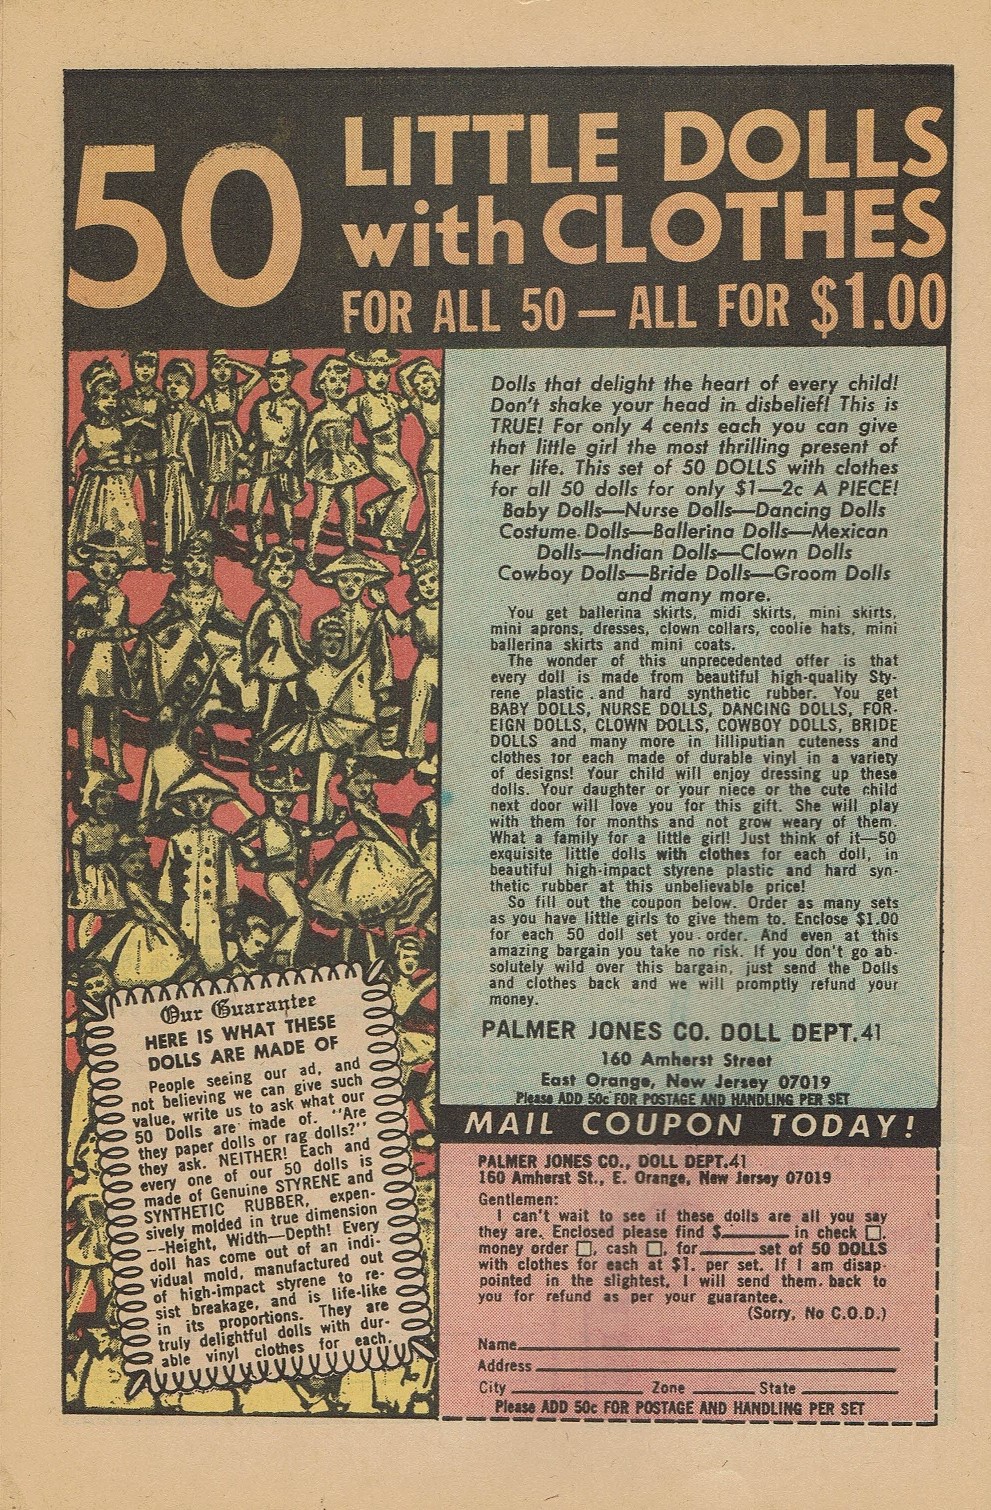 50
LITTLE DOLLS
with CLOTHES
FOR ALL 50 — ALL FOR $1.00
Dolls that delight the heart of every child!
Don't shake your head in disbelief! This is
TRUE! For only 4 cents each you can give
that little girl the most thrilling present of
her life. This set of 50 DOLLS with clothes
for all 50 dolls for only $1—2c A PIECE!
Baby Dolls—Nurse Dolls—Dancing Dolls
Costume Dolls—Ballerina Dolls—Mexican
Dolls—Indian Dolls—Clown Dolls
Cowboy Dolls—Bride Dolls—Groom Dolls
and many more.
You get ballerina skirts, midi skirts, mini skirts,
mini aprons, dresses, clown collars, coolie hats, mini
ballerina skirts and mini coats.
The wonder of this unprecedented offer is that
every doll is made from beautiful high-quality Sty-
rene plastic and hard synthetic rubber. You get
BABY DOLLS, NURSE DOLLS, DANCING DOLLS, FOR-
EIGN DOLLS, CLOWN DOLLS, COWBOY DOLLS, BRIDE
DOLLS and many more in lilliputian cuteness and
clothes for each made of durable vinyl in a variety
of designs! Your child will enjoy dressing up these
dolls. Your daughter or your niece or the cute child
next door will love you for this gift. She will play
with them for months and not grow weary of them.
What a family for a little girl! Just think of it—50
exquisite little dolls with clothes for each doll, in
beautiful high-impact styrene plastic and hard syn-
thetic rubber at this unbelievable price!
So fill out the coupon below. Order as many sets
as you have little girls to give them to. Enclose $1.00
for each 50 doll set you order. And even at this
amazing bargain you take no risk. If you don't go ab-
solutely wild over this bargain, just send the Dolls
and clothes back and we will promptly refund your
money.
PALMER JONES CO. DOLL DEPT. 41
160 Amherst Street
East Orange, New Jersey 07019
Please ADD 50c FOR POSTAGE AND HANDLING PER SET
Our Guarantee
HERE IS WHAT THESE
DOLLS ARE MADE OF
People seeing our ad, and
not believing we can give such
value, write us to ask what our
50 Dolls are made of. "Are
they paper dolls or rag dolls?"
they ask. NEITHER! Each and
every one of our 50 dolls is
made of Genuine STYRENE and
SYNTHETIC RUBBER, expen-
sively molded in true dimension
--Height, Width—Depth! Every
doll has come out of an indi-
vidual mold, manufactured out
of high-impact styrene to re-
sist breakage, and is life-like
in its proportions. They are
truly delightful dolls with dur-
able vinyl clothes for each.
MAIL COUPON TODAY!
PALMER JONES CO., DOLL DEPT. 41
160 Amherst St., E. Orange, New Jersey 07019
Gentlemen:
I can't wait to see if these dolls are all you say
they are. Enclosed please find $______ in check ☐,
money order ☐, cash ☐, for______ set of 50 DOLLS
with clothes for each at $1. per set. If I am disap-
pointed in the slightest, I will send them back to
you for refund as per your guarantee.
(Sorry, No C.O.D.)
Name
Address
City ______ Zone ______ State ______
Please ADD 50c FOR POSTAGE AND HANDLING PER SET